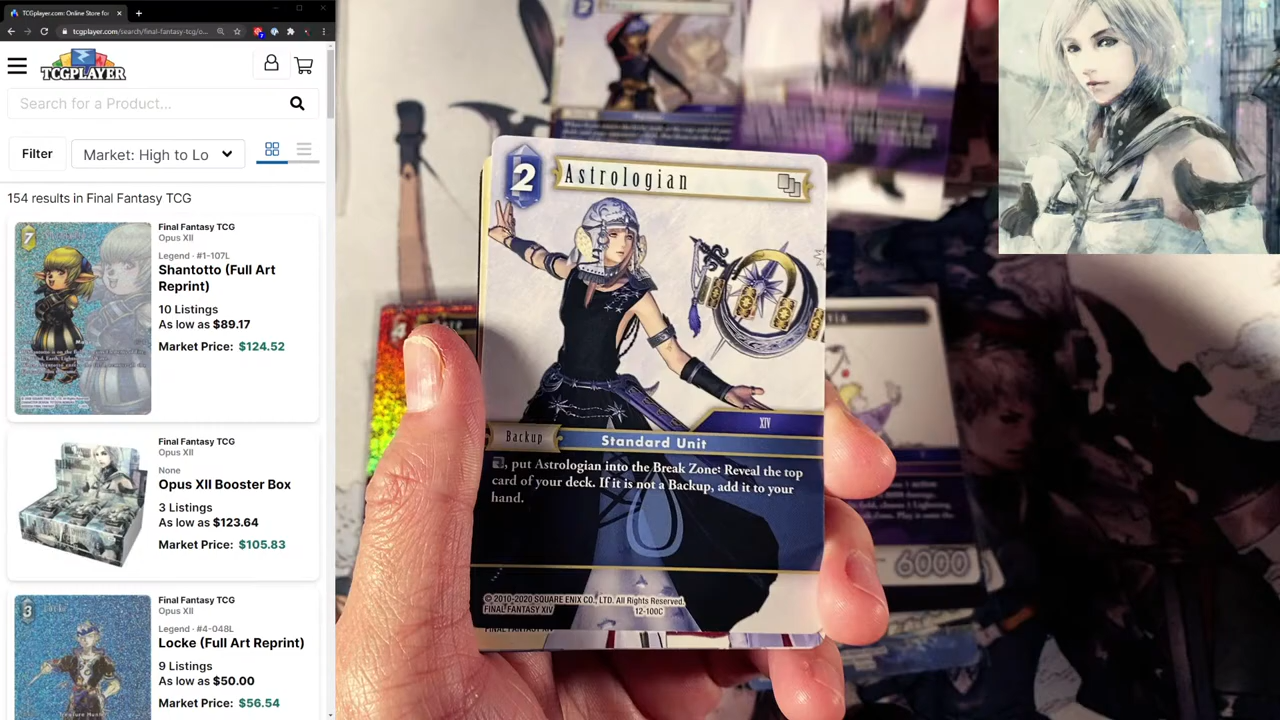 TCGplayer.com: Online Store for
tcgplayer.com/search/final-fantasy-tcg/o...
TCGPLAYER
Search for a Product...
Filter
Market: High to Lo
154 results in Final Fantasy TCG
7
Final Fantasy TCG
Opus XII
Legend · #1-107L
Shantotto (Full Art
Reprint)
10 Listings
As low as $89.17
Market Price: $124.52
Final Fantasy TCG
Opus XII
None
Opus XII Booster Box
3 Listings
As low as $123.64
Market Price: $105.83
3
Final Fantasy TCG
Opus XII
Legend · #4-048L
Locke (Full Art Reprint)
9 Listings
As low as $50.00
Market Price: $56.54
2
Astrologian
XIV
Backup
Standard Unit
, put Astrologian into the Break Zone: Reveal the top
card of your deck. If it is not a Backup, add it to your
hand.
© 2010-2020 SQUARE ENIX CO., LTD. All Rights Reserved.
FINAL FANTASY XIV
12-100C
6000